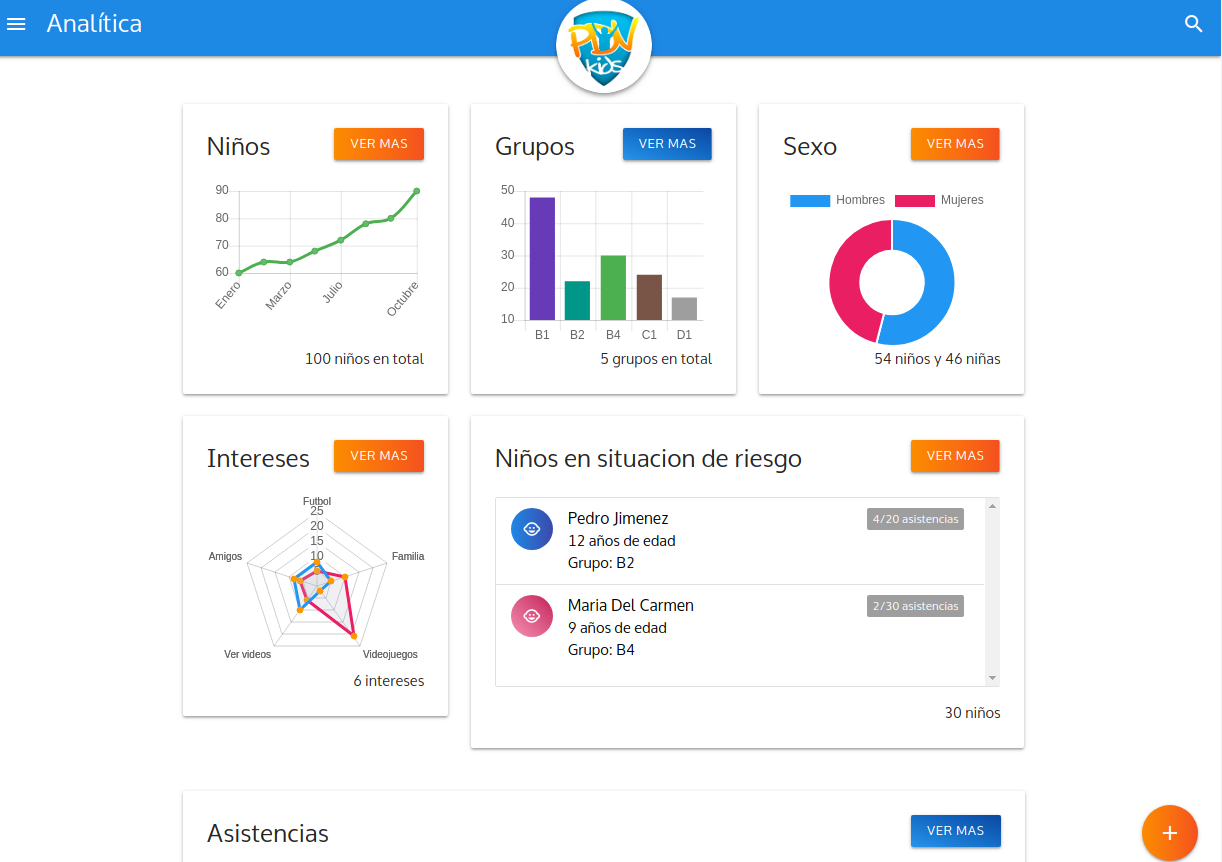 Analítica
PDN
kids
Niños
VER MAS
90
80
70
60
Enero
Marzo
Julio
Octubre
100 niños en total
Grupos
VER MAS
50
40
30
20
10
B1
B2
B4
C1
D1
5 grupos en total
Sexo
VER MAS
Hombres
Mujeres
54 niños y 46 niñas
Intereses
VER MAS
Futbol
25
20
15
10
5
Amigos
Familia
Ver videos
Videojuegos
6 intereses
Niños en situacion de riesgo
VER MAS
Pedro Jimenez
4/20 asistencias
12 años de edad
Grupo: B2
Maria Del Carmen
2/30 asistencias
9 años de edad
Grupo: B4
30 niños
Asistencias
VER MAS